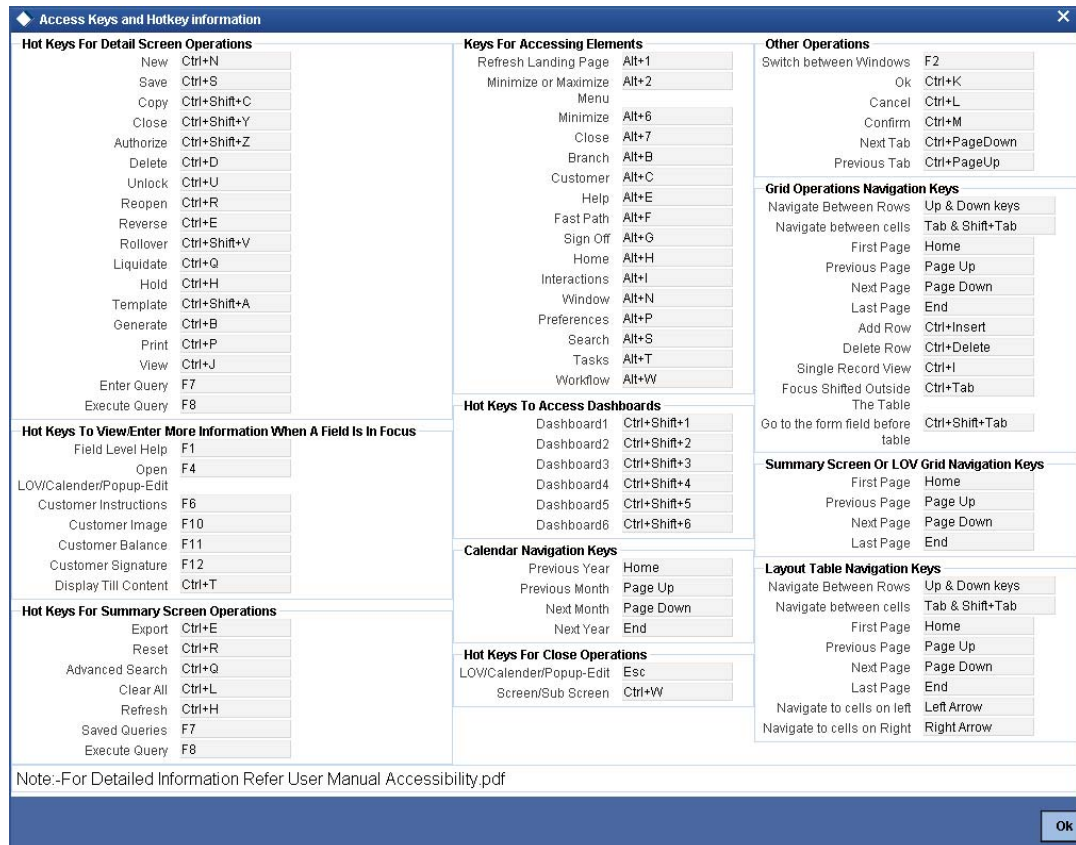 Access Keys and Hotkey information
Hot Keys For Detail Screen Operations
New Ctrl+N
Save Ctrl+S
Copy Ctrl+Shift+C
Close Ctrl+Shift+Y
Authorize Ctrl+Shift+Z
Delete Ctrl+D
Unlock Ctrl+U
Reopen Ctrl+R
Reverse Ctrl+E
Rollover Ctrl+Shift+V
Liquidate Ctrl+Q
Hold Ctrl+H
Template Ctrl+Shift+A
Generate Ctrl+B
Print Ctrl+P
View Ctrl+J
Enter Query F7
Execute Query F8
Hot Keys To View/Enter More Information When A Field Is In Focus
Field Level Help F1
Open F4
LOV/Calender/Popup-Edit
Customer Instructions F6
Customer Image F10
Customer Balance F11
Customer Signature F12
Display Till Content Ctrl+T
Hot Keys For Summary Screen Operations
Export Ctrl+E
Reset Ctrl+R
Advanced Search Ctrl+Q
Clear All Ctrl+L
Refresh Ctrl+H
Saved Queries F7
Execute Query F8
Keys For Accessing Elements
Refresh Landing Page Alt+1
Minimize or Maximize Alt+2
Menu
Minimize Alt+6
Close Alt+7
Branch Alt+B
Customer Alt+C
Help Alt+E
Fast Path Alt+F
Sign Off Alt+G
Home Alt+H
Interactions Alt+I
Window Alt+N
Preferences Alt+P
Search Alt+S
Tasks Alt+T
Workflow Alt+W
Hot Keys To Access Dashboards
Dashboard1 Ctrl+Shift+1
Dashboard2 Ctrl+Shift+2
Dashboard3 Ctrl+Shift+3
Dashboard4 Ctrl+Shift+4
Dashboard5 Ctrl+Shift+5
Dashboard6 Ctrl+Shift+6
Calendar Navigation Keys
Previous Year Home
Previous Month Page Up
Next Month Page Down
Next Year End
Hot Keys For Close Operations
LOV/Calender/Popup-Edit Esc
Screen/Sub Screen Ctrl+W
Other Operations
Switch between Windows F2
Ok Ctrl+K
Cancel Ctrl+L
Confirm Ctrl+M
Next Tab Ctrl+PageDown
Previous Tab Ctrl+PageUp
Grid Operations Navigation Keys
Navigate Between Rows Up & Down keys
Navigate between cells Tab & Shift+Tab
First Page Home
Previous Page Page Up
Next Page Page Down
Last Page End
Add Row Ctrl+Insert
Delete Row Ctrl+Delete
Single Record View Ctrl+I
Focus Shifted Outside Ctrl+Tab
The Table
Go to the form field before Ctrl+Shift+Tab
table
Summary Screen Or LOV Grid Navigation Keys
First Page Home
Previous Page Page Up
Next Page Page Down
Last Page End
Layout Table Navigation Keys
Navigate Between Rows Up & Down keys
Navigate between cells Tab & Shift+Tab
First Page Home
Previous Page Page Up
Next Page Page Down
Last Page End
Navigate to cells on left Left Arrow
Navigate to cells on Right Right Arrow
Note:-For Detailed Information Refer User Manual Accessibility.pdf
Ok